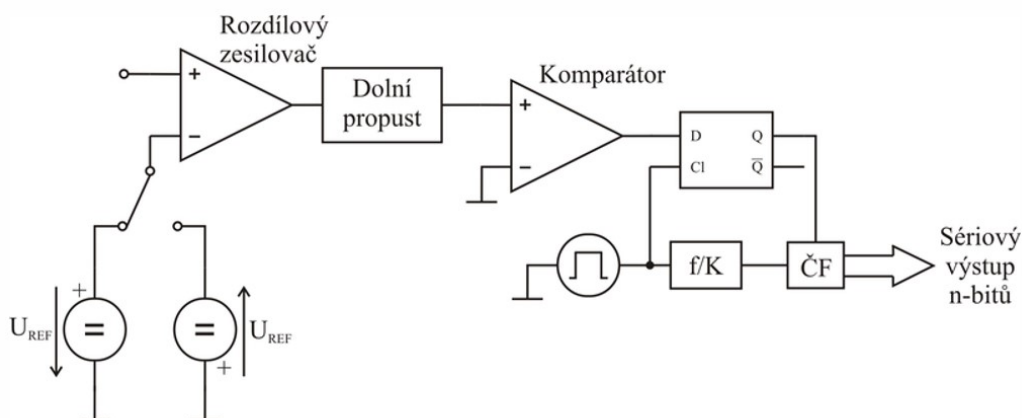 Rozdílový
zesilovač
+
−
Dolní
propust
Komparátor
+
−
D
Q
Cl
Q̅
f/K
ČF
Sériový
výstup
n-bitů
+
U_REF
=
=
U_REF
+